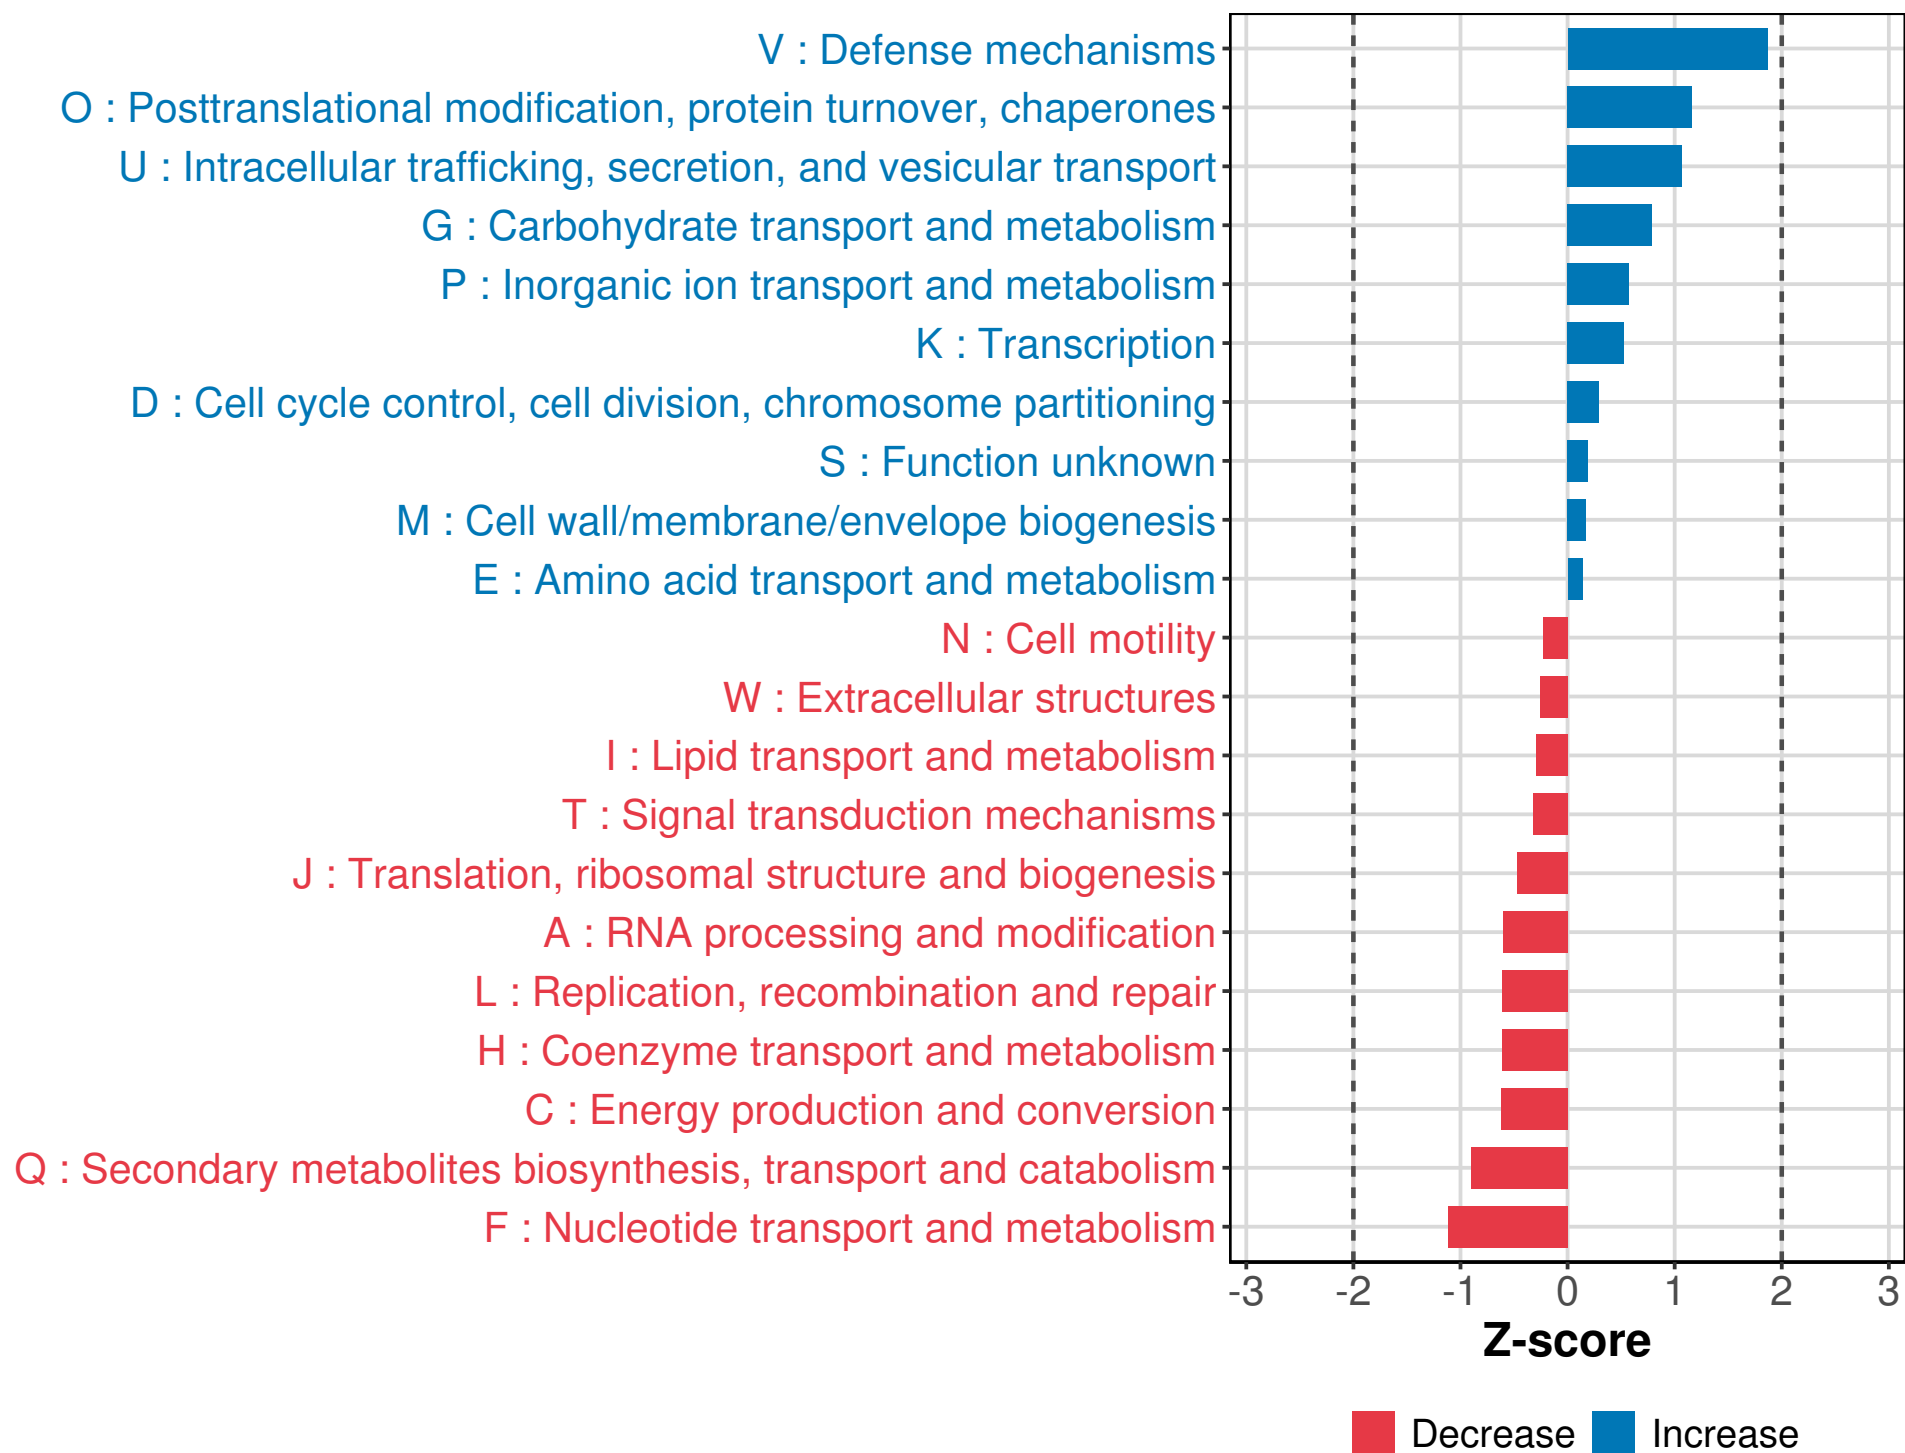 V : Defense mechanisms
O : Posttranslational modification, protein turnover, chaperones
U : Intracellular trafficking, secretion, and vesicular transport
G : Carbohydrate transport and metabolism
P : Inorganic ion transport and metabolism
K : Transcription
D : Cell cycle control, cell division, chromosome partitioning
S : Function unknown
M : Cell wall/membrane/envelope biogenesis
E : Amino acid transport and metabolism
N : Cell motility
W : Extracellular structures
I : Lipid transport and metabolism
T : Signal transduction mechanisms
J : Translation, ribosomal structure and biogenesis
A : RNA processing and modification
L : Replication, recombination and repair
H : Coenzyme transport and metabolism
C : Energy production and conversion
Q : Secondary metabolites biosynthesis, transport and catabolism
F : Nucleotide transport and metabolism
-3 -2 -1 0 1 2 3
Z-score
Decrease Increase